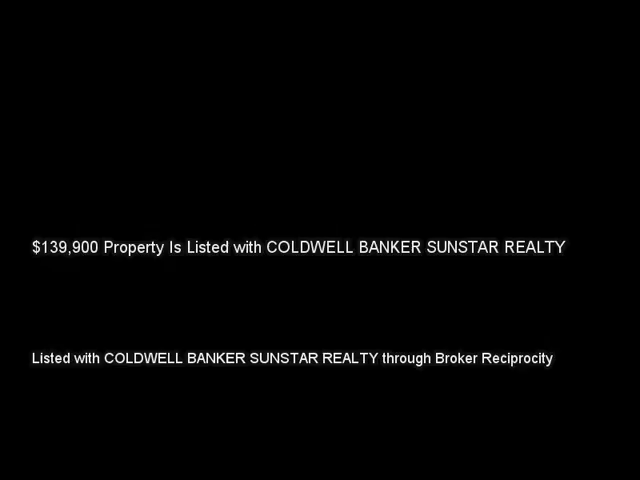 $139,900 Property Is Listed with COLDWELL BANKER SUNSTAR REALTY
Listed with COLDWELL BANKER SUNSTAR REALTY through Broker Reciprocity